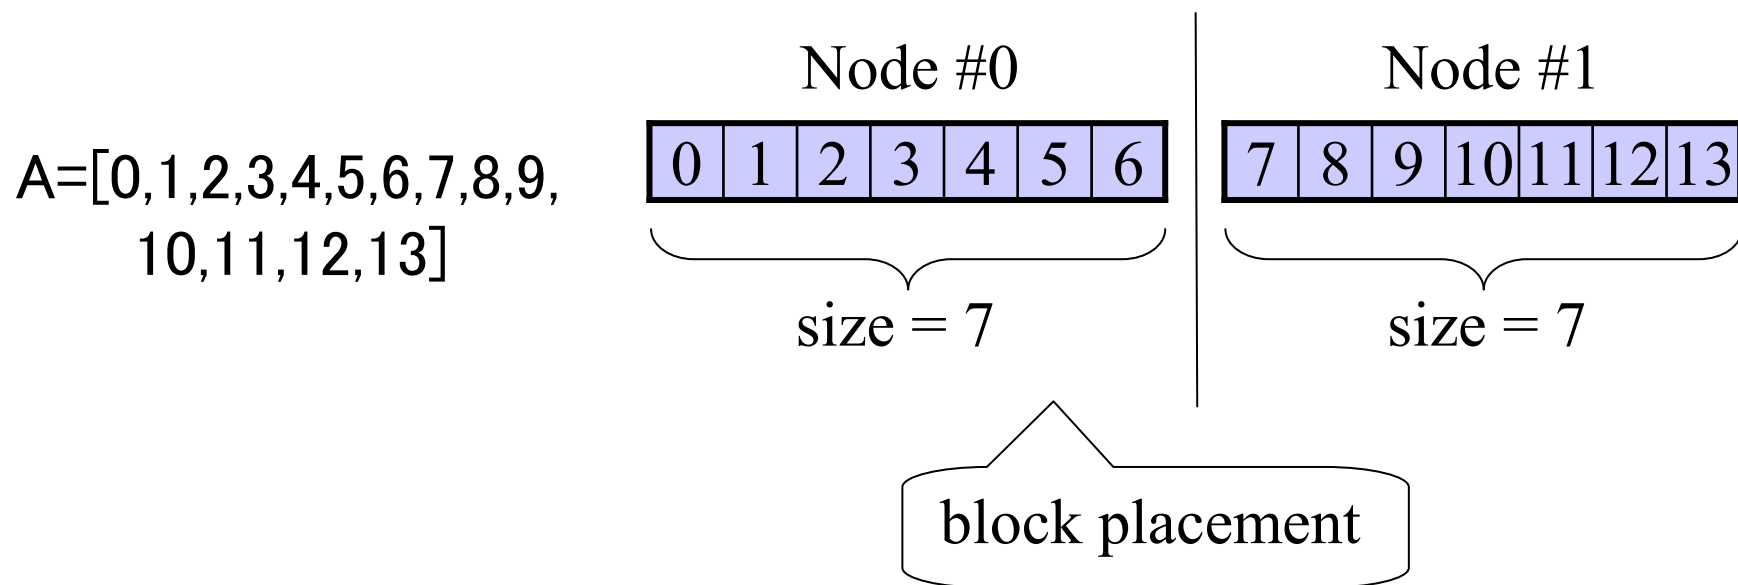 A=[0,1,2,3,4,5,6,7,8,9,
10,11,12,13]
Node #0
0 1 2 3 4 5 6
size = 7
Node #1
7 8 9 10 11 12 13
size = 7
block placement